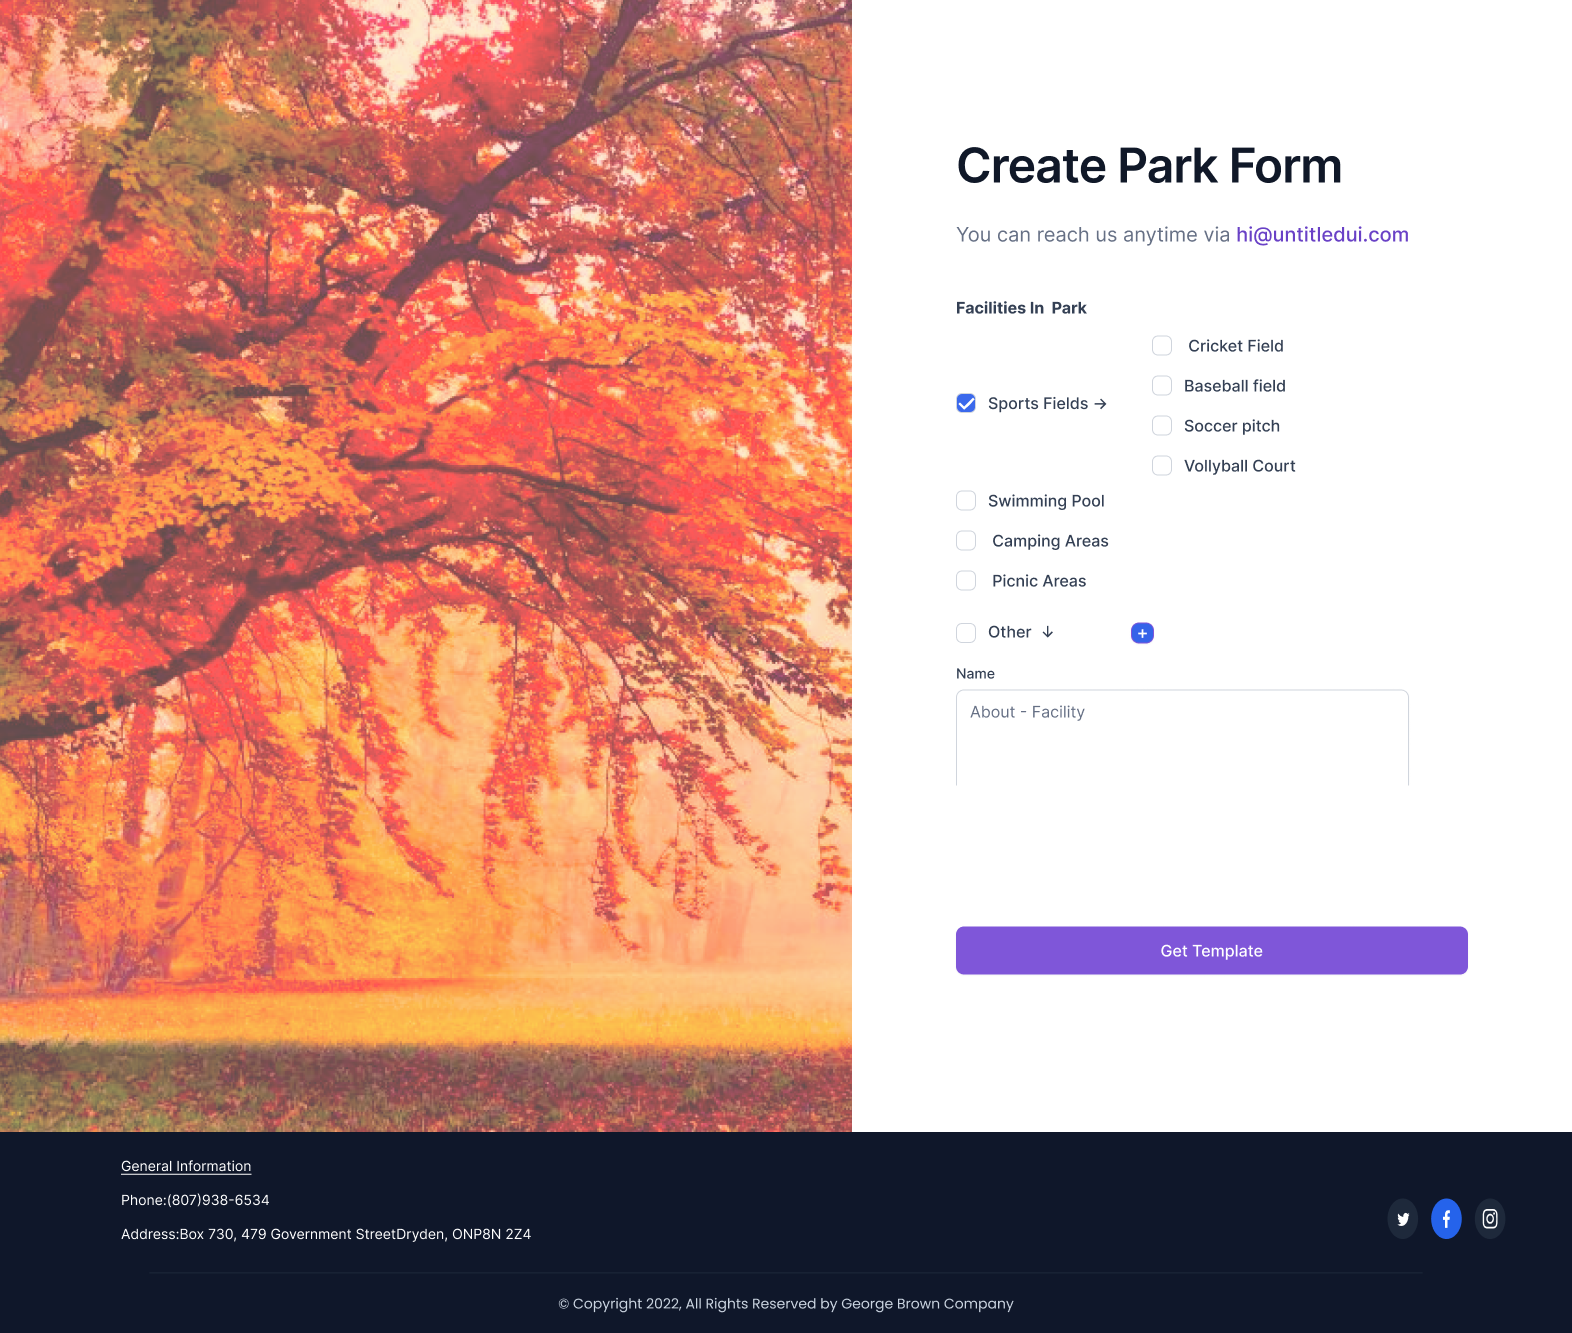 Create Park Form
You can reach us anytime via hi@untitledui.com
Facilities In Park
Sports Fields →
Cricket Field
Baseball field
Soccer pitch
Vollyball Court
Swimming Pool
Camping Areas
Picnic Areas
Other ↓
+
Name
About - Facility
Get Template
General Information
Phone:(807)938-6534
Address:Box 730, 479 Government StreetDryden, ONP8N 2Z4
© Copyright 2022, All Rights Reserved by George Brown Company